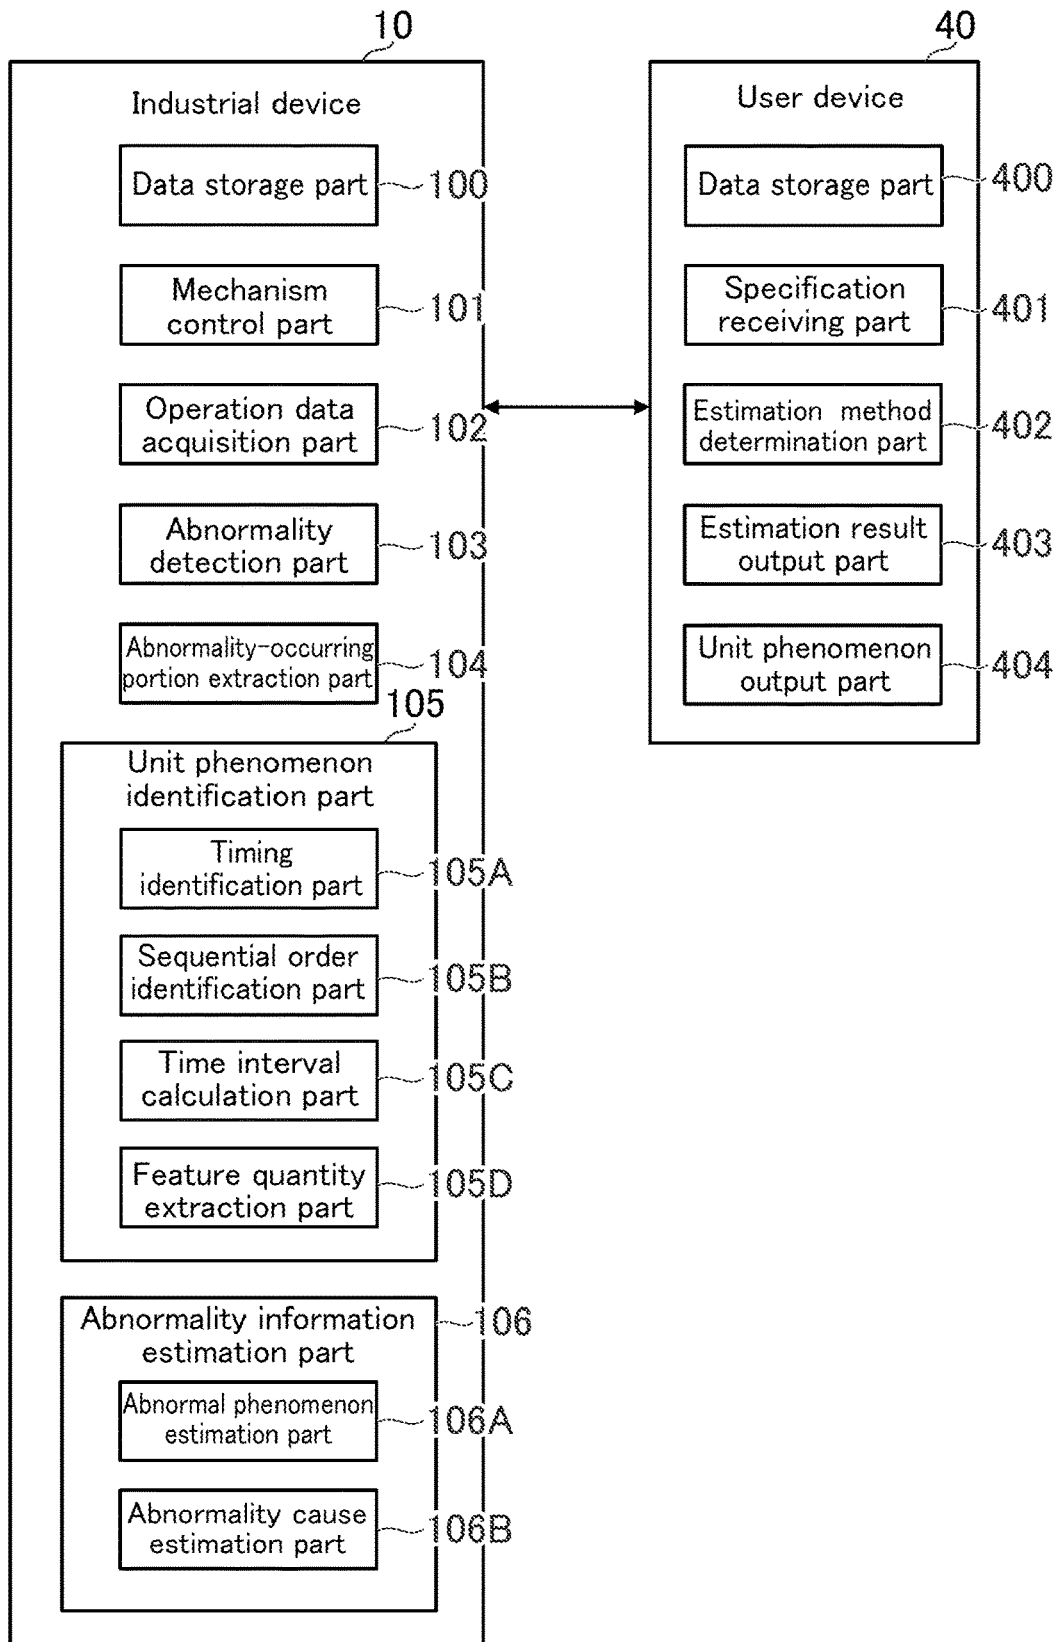 10
Industrial device
Data storage part
100
Mechanism
control part
101
Operation data
acquisition part
102
Abnormality
detection part
103
Abnormality-occurring
portion extraction part
104
105
Unit phenomenon
identification part
Timing
identification part
105A
Sequential order
identification part
105B
Time interval
calculation part
105C
Feature quantity
extraction part
105D
Abnormality information
estimation part
106
Abnormal phenomenon
estimation part
106A
Abnormality cause
estimation part
106B
40
User device
Data storage part
400
Specification
receiving part
401
Estimation method
determination part
402
Estimation result
output part
403
Unit phenomenon
output part
404